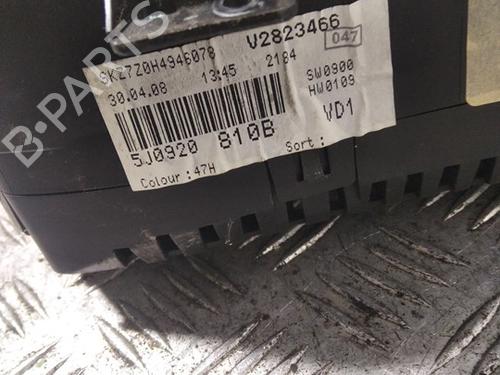 V2823466
047
SKZ7Z0H4946078
30.04.08 13:45 2184
SW0900
HW0109
5J0920 810B
VD1
Colour :47H
Sort :
B-PARTS